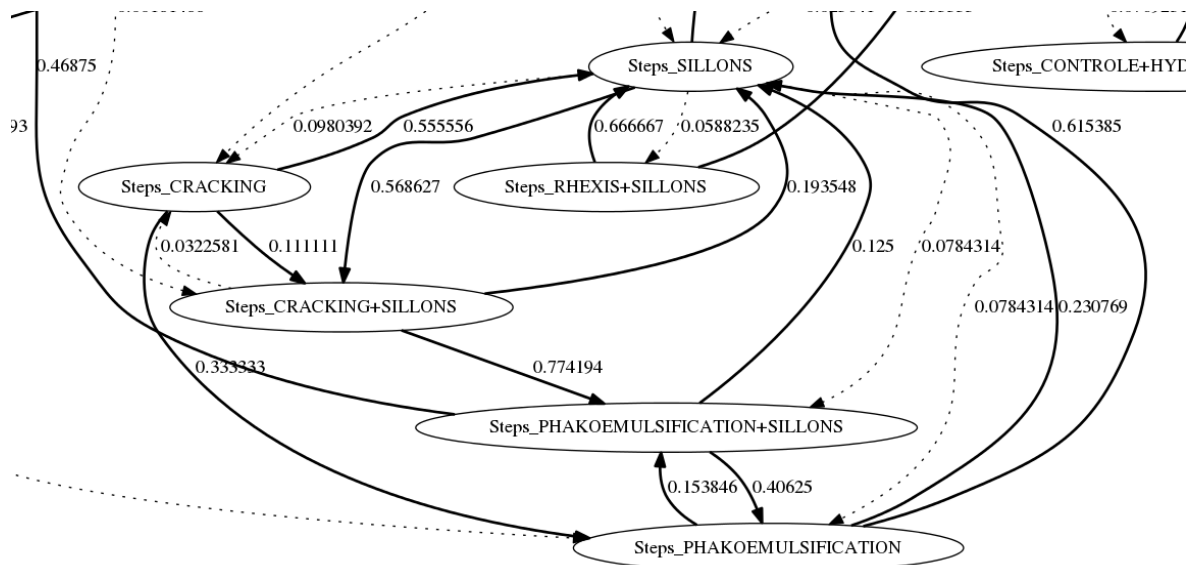 0.46875
Steps_SILLONS
Steps_CONTROLE+HYD
93
0.0980392
0.555556
0.666667
0.0588235
0.615385
Steps_CRACKING
0.568627
Steps_RHEXIS+SILLONS
0.193548
0.0322581
0.111111
0.125
0.0784314
Steps_CRACKING+SILLONS
0.0784314
0.230769
0.333333
0.774194
Steps_PHAKOEMULSIFICATION+SILLONS
0.153846
0.40625
Steps_PHAKOEMULSIFICATION